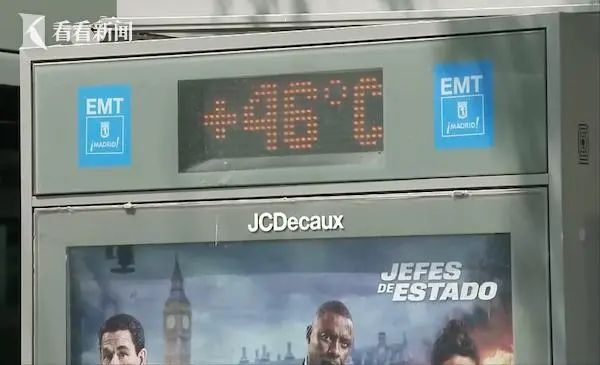 看看新闻
EMT
¡MADRID!
+46°C
EMT
¡MADRID!
JCDecaux
JEFES
DE ESTADO